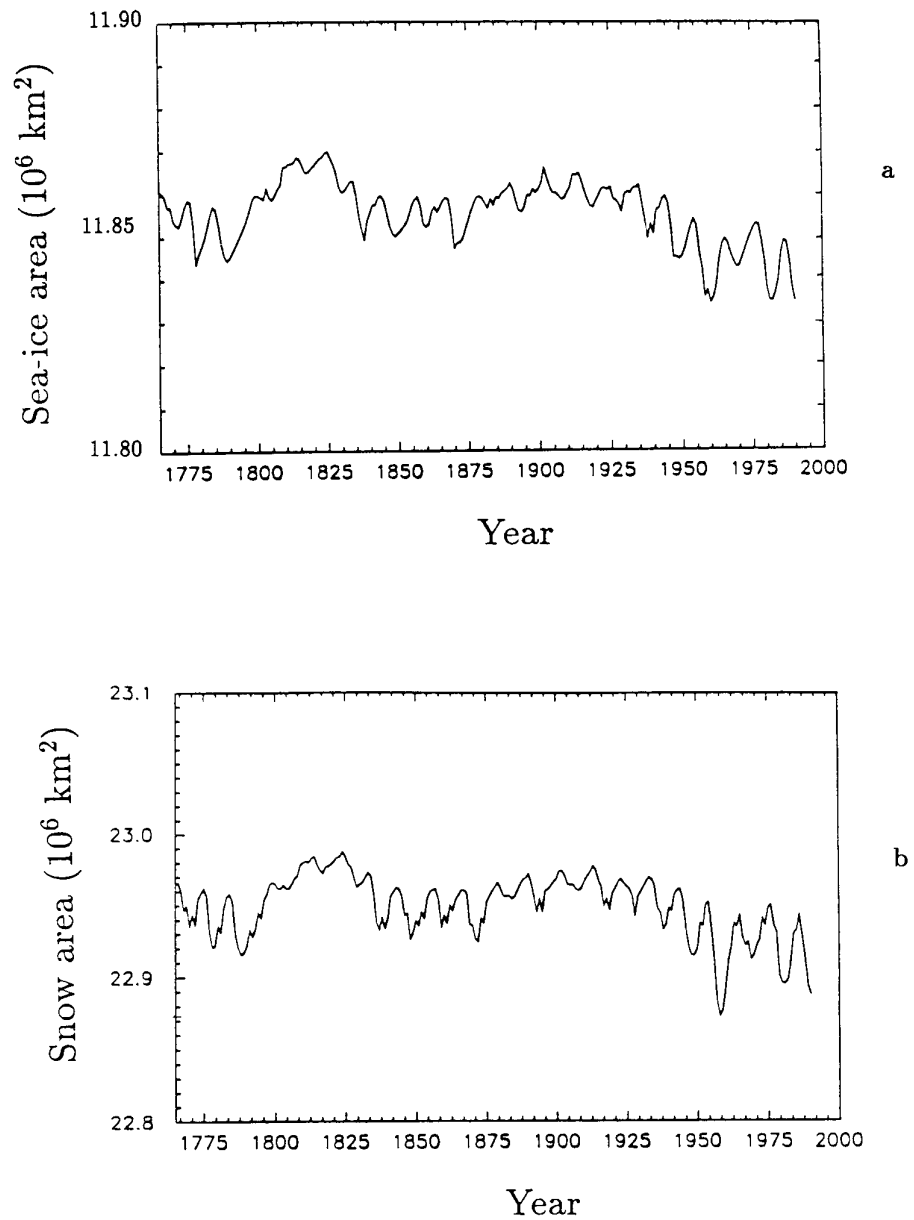 11.90
11.85
11.80
Sea-ice area (10⁶ km²)
1775 1800 1825 1850 1875 1900 1925 1950 1975 2000
Year
a
23.1
23.0
22.9
22.8
Snow area (10⁶ km²)
1775 1800 1825 1850 1875 1900 1925 1950 1975 2000
Year
b